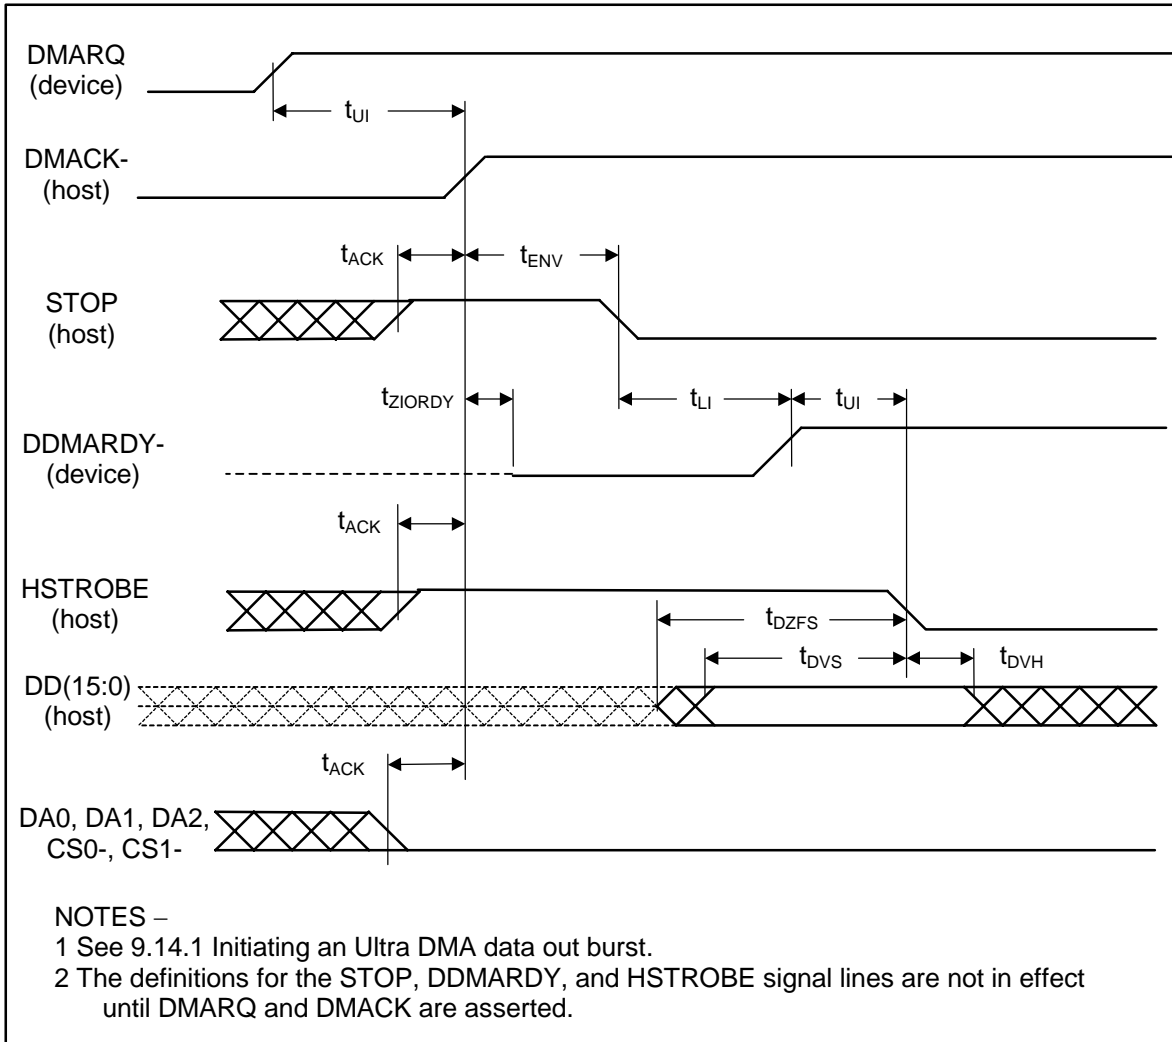 DMARQ
(device)
tUI
DMACK-
(host)
tACK
tENV
STOP
(host)
tZIORDY
tLI
tUI
DDMARDY-
(device)
tACK
HSTROBE
(host)
tDZFS
tDVS
tDVH
DD(15:0)
(host)
tACK
DA0, DA1, DA2,
CS0-, CS1-
NOTES –
1 See 9.14.1 Initiating an Ultra DMA data out burst.
2 The definitions for the STOP, DDMARDY, and HSTROBE signal lines are not in effect
until DMARQ and DMACK are asserted.